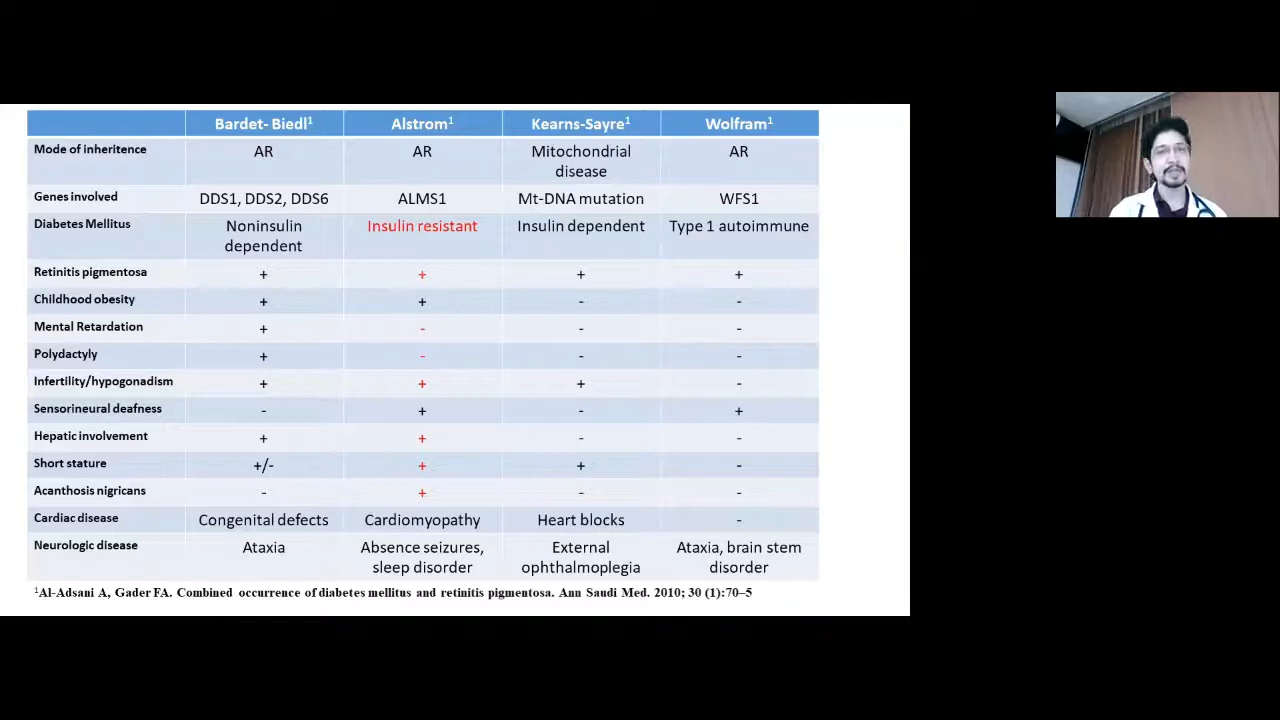 Bardet- Biedl¹ Alstrom¹ Kearns-Sayre¹ Wolfram¹
Mode of inheritence AR AR Mitochondrial disease AR
Genes involved DDS1, DDS2, DDS6 ALMS1 Mt-DNA mutation WFS1
Diabetes Mellitus Noninsulin dependent Insulin resistant Insulin dependent Type 1 autoimmune
Retinitis pigmentosa + + + +
Childhood obesity + + - -
Mental Retardation + - - -
Polydactyly + - - -
Infertility/hypogonadism + + + -
Sensorineural deafness - + - +
Hepatic involvement + + - -
Short stature +/- + + -
Acanthosis nigricans - + - -
Cardiac disease Congenital defects Cardiomyopathy Heart blocks -
Neurologic disease Ataxia Absence seizures, sleep disorder External ophthalmoplegia Ataxia, brain stem disorder
¹Al-Adsani A, Gader FA. Combined occurrence of diabetes mellitus and retinitis pigmentosa. Ann Saudi Med. 2010; 30 (1):70–5